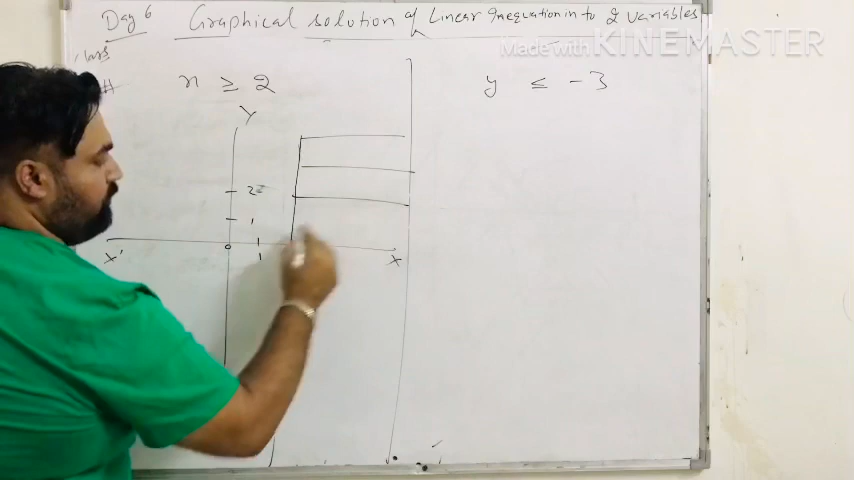 Day 6 Graphical solution of Linear Inequation in to 2 Variables
Made with KINEMASTER
x ≥ 2
y ≤ -3
Y
2
1
X' 0 1 X